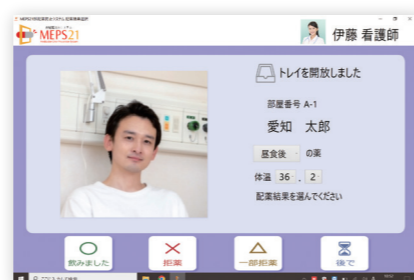 MEPS21
伊藤 看護師
トレイを開放しました
部屋番号 A-1
愛知 太郎
昼食後 の薬
体温 36 . 2
配薬結果を選んでください
飲みました
拒薬
一部拒薬
後で